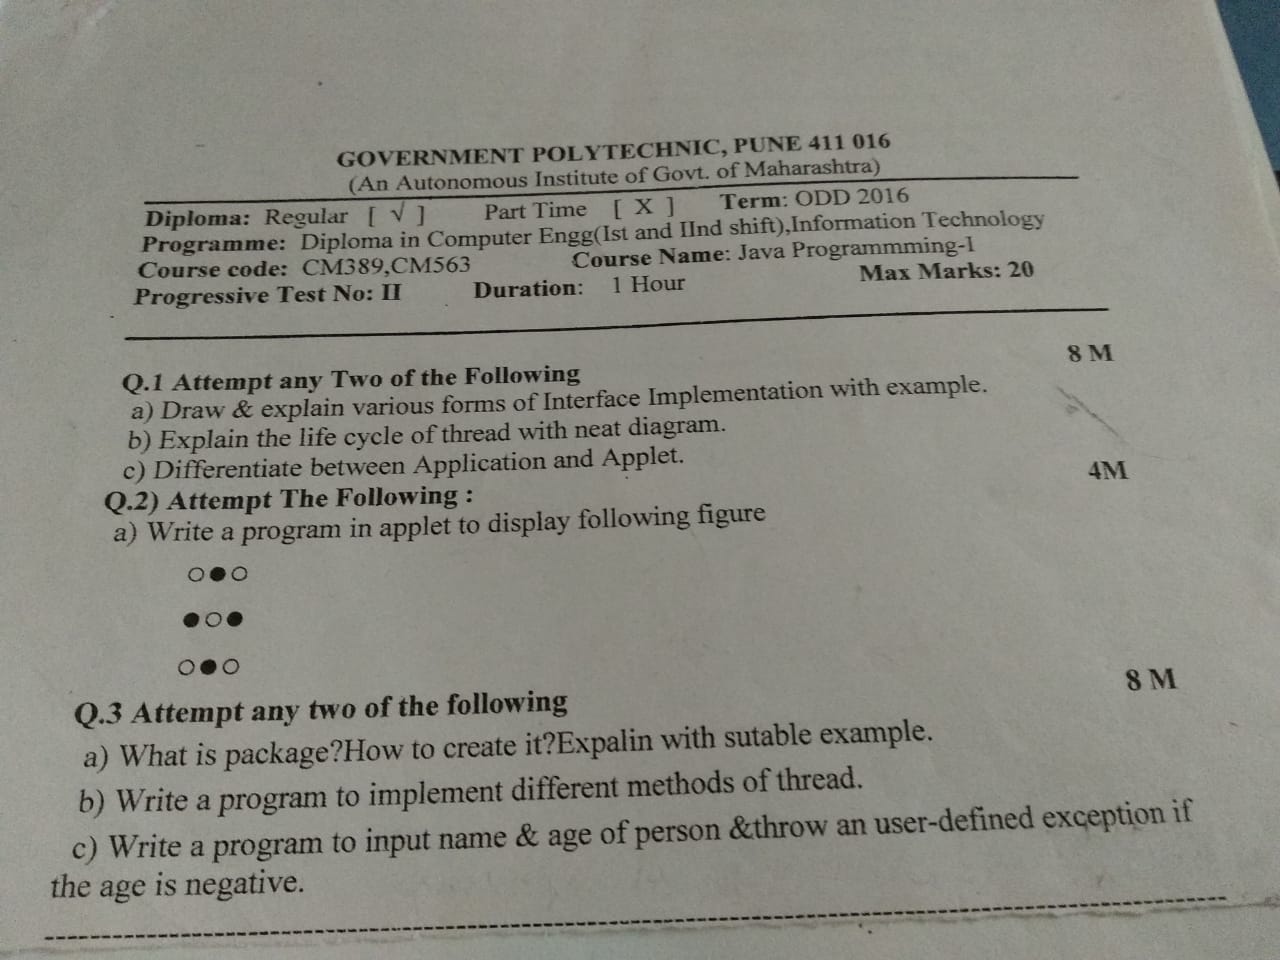 GOVERNMENT POLYTECHNIC, PUNE 411 016
(An Autonomous Institute of Govt. of Maharashtra)
Diploma: Regular [ √ ] Part Time [ X ] Term: ODD 2016
Programme: Diploma in Computer Engg(Ist and IInd shift),Information Technology
Course code: CM389,CM563 Course Name: Java Programmming-I
Progressive Test No: II Duration: 1 Hour Max Marks: 20
Q.1 Attempt any Two of the Following 8 M
a) Draw & explain various forms of Interface Implementation with example.
b) Explain the life cycle of thread with neat diagram.
c) Differentiate between Application and Applet.
Q.2) Attempt The Following : 4M
a) Write a program in applet to display following figure
○●○
●○●
○●○
Q.3 Attempt any two of the following 8 M
a) What is package?How to create it?Expalin with sutable example.
b) Write a program to implement different methods of thread.
c) Write a program to input name & age of person &throw an user-defined exception if
the age is negative.